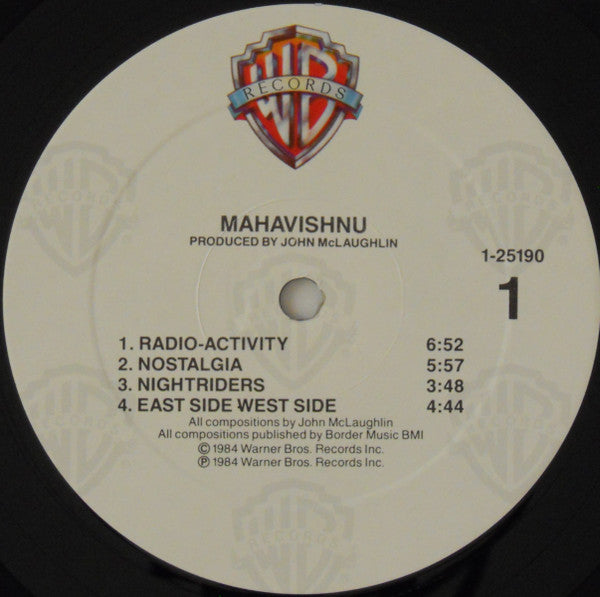 WB
RECORDS
MAHAVISHNU
PRODUCED BY JOHN McLAUGHLIN
1-25190
1
1. RADIO-ACTIVITY 6:52
2. NOSTALGIA 5:57
3. NIGHTRIDERS 3:48
4. EAST SIDE WEST SIDE 4:44
All compositions by John McLaughlin
All compositions published by Border Music BMI
© 1984 Warner Bros. Records Inc.
℗ 1984 Warner Bros. Records Inc.